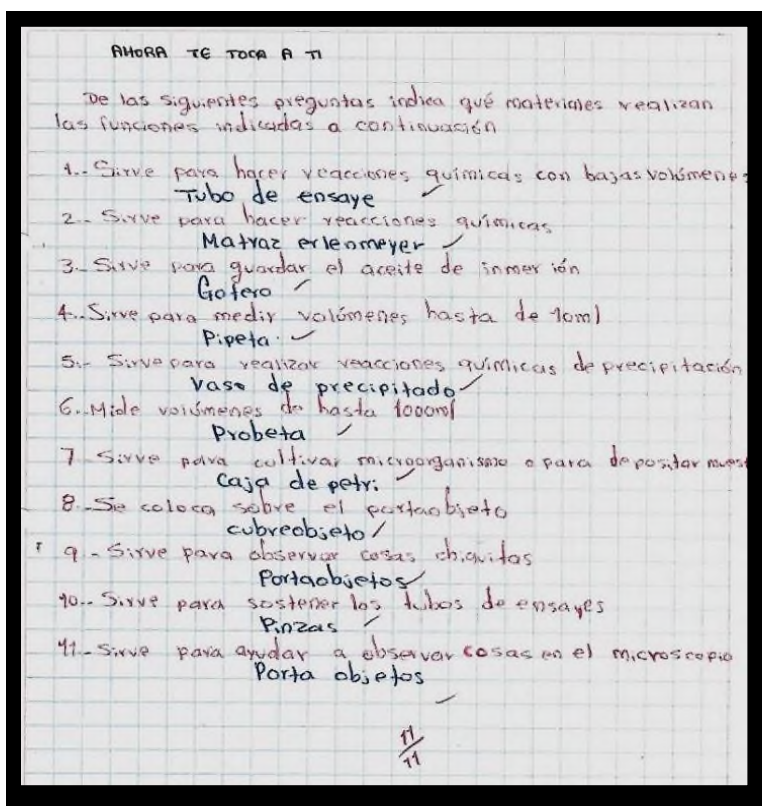 AHORA TE TOCA A TI
De las siguientes preguntas indica qué materiales realizan
las funciones indicadas a continuación
1.- Sirve para hacer reacciones químicas con bajas volúmenes
Tubo de ensaye
2.- Sirve para hacer reacciones químicas
Matraz erlenmeyer
3.- Sirve para guardar el aceite de inmer ión
Gotero
4.- Sirve para medir volúmenes hasta de 10ml
Pipeta
5.- Sirve para realizar reacciones químicas de precipitación
Vaso de precipitado
6.- Mide volúmenes de hasta 1000ml
Probeta
7 Sirve para cultivar microorganismo o para depositar muest
Caja de petri
8.- Se coloca sobre el portaobjeto
cubreobjeto
9.- Sirve para observar cosas chiquitas
Portaobjetos
10.- Sirve para sostener los tubos de ensayes
Pinzas
11.- Sirve para ayudar a observar cosas en el microscopio
Porta objetos
11/11